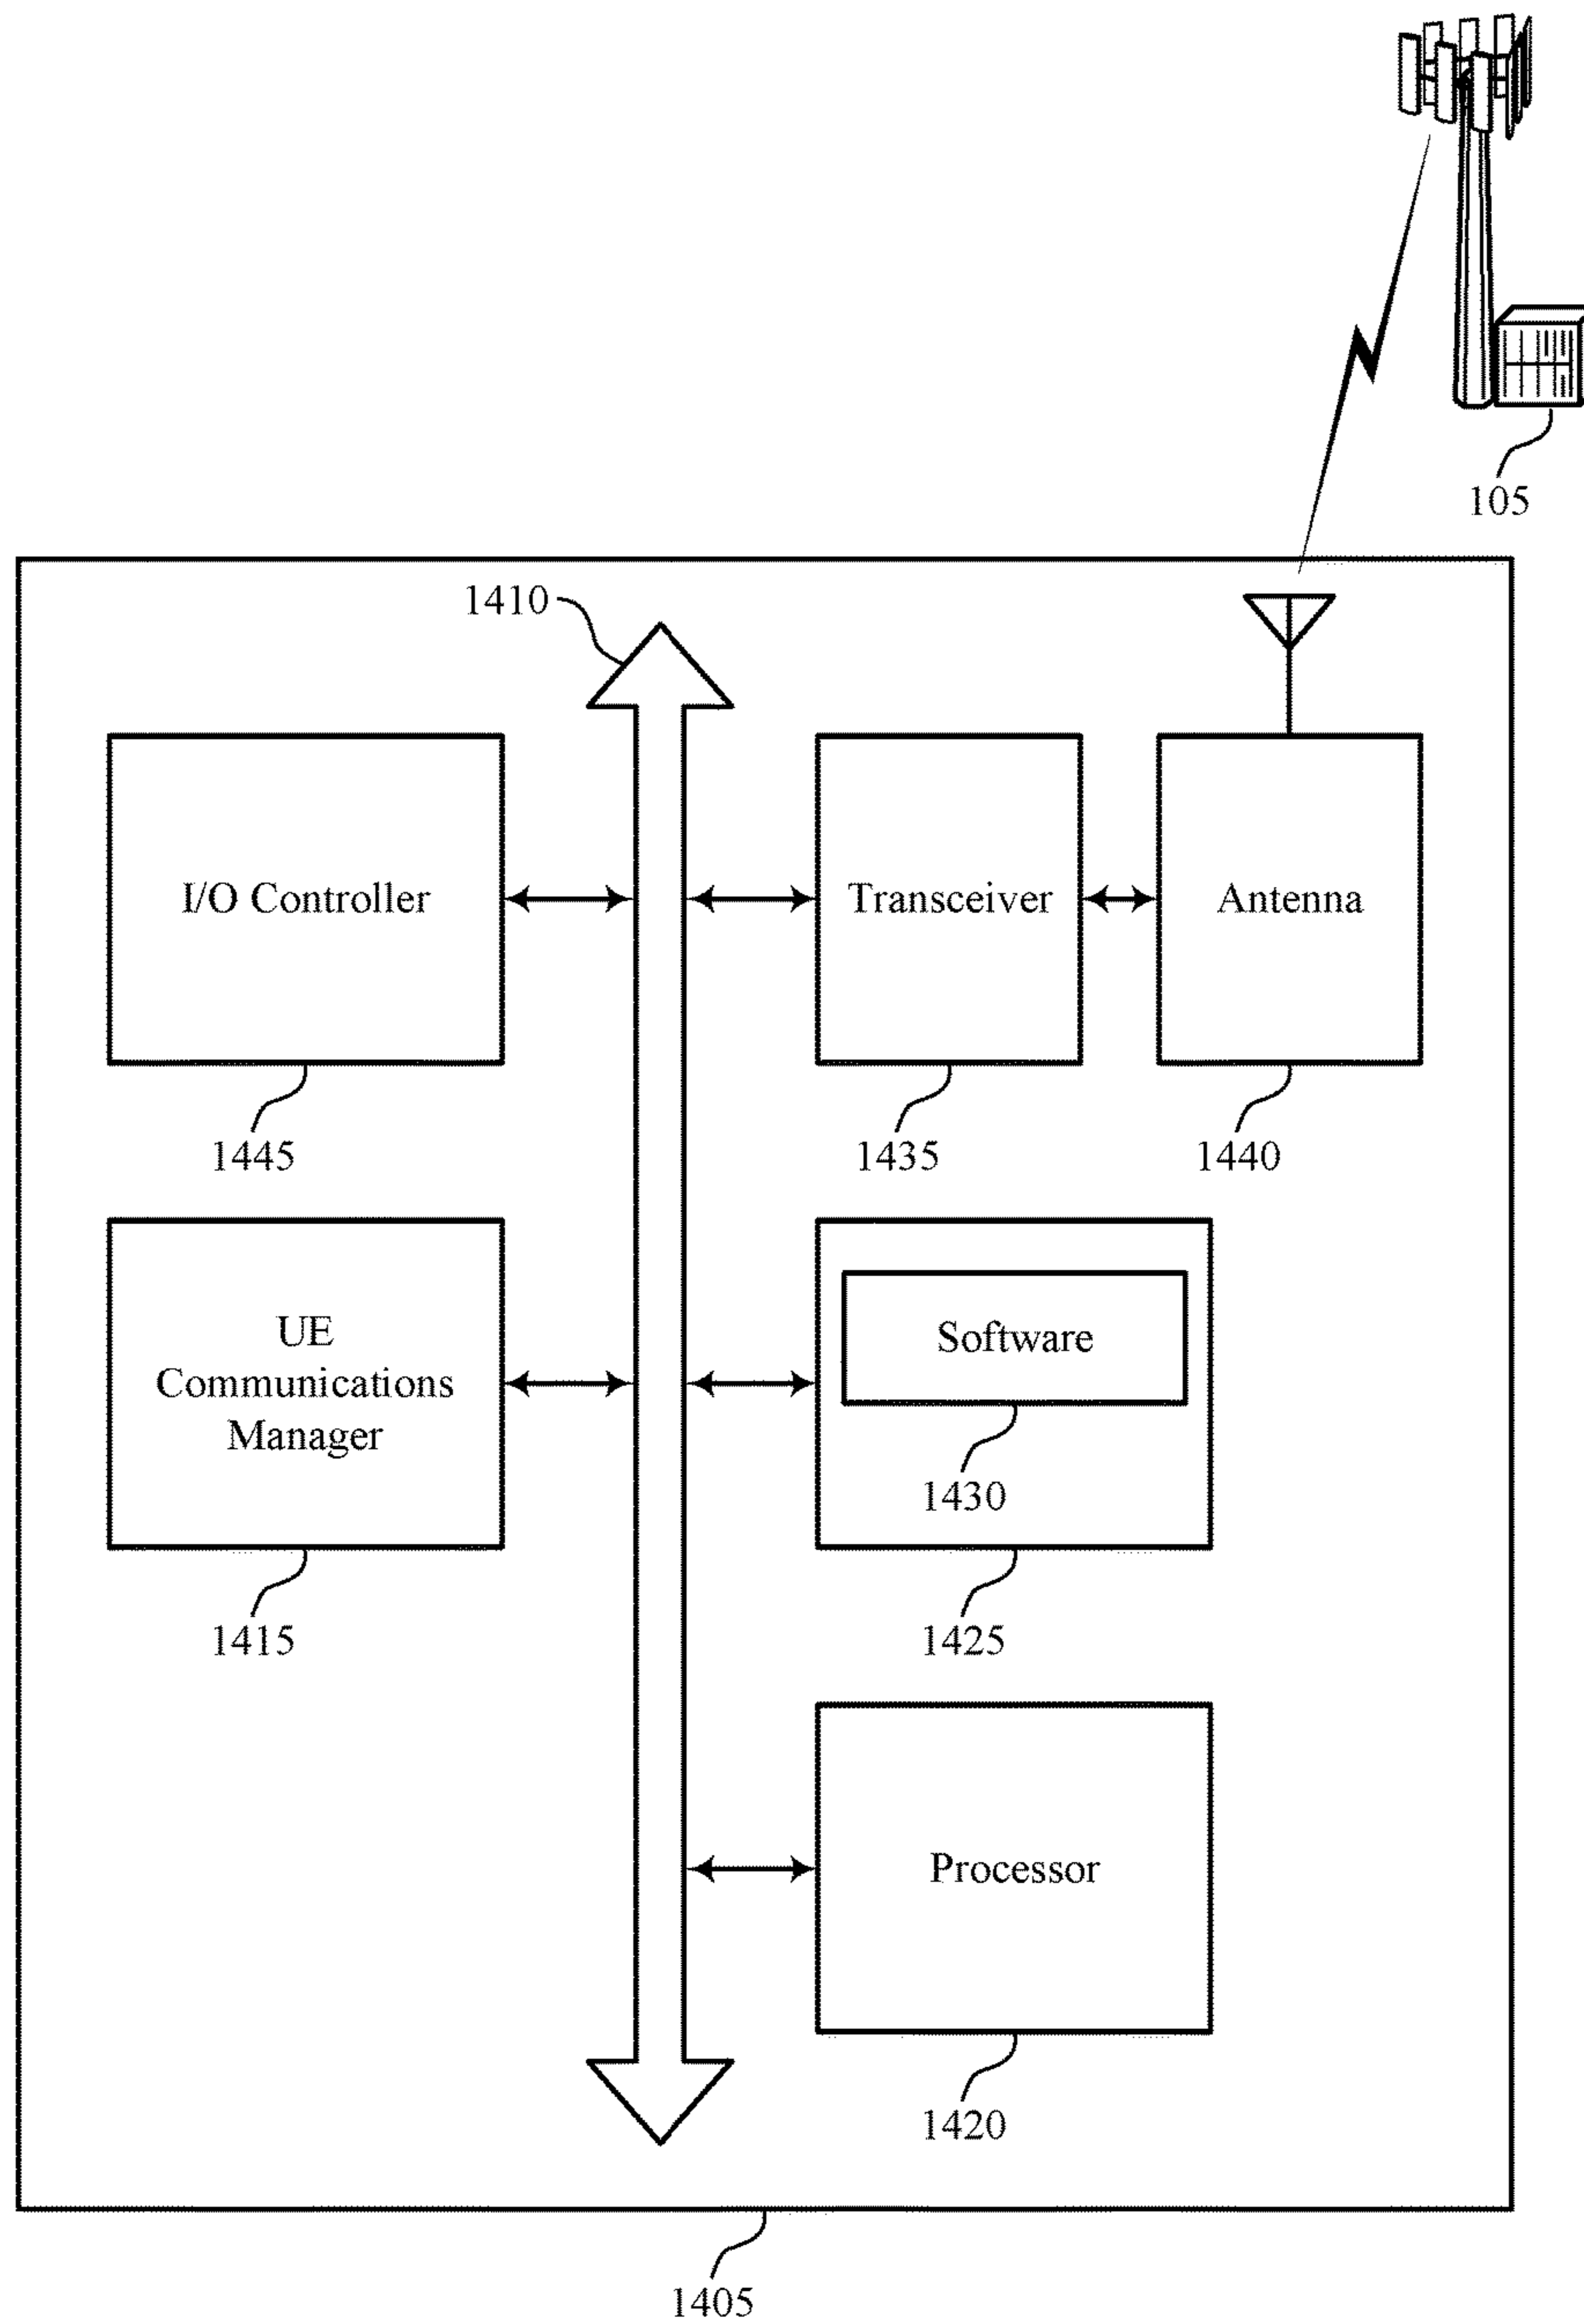 105
1410
I/O Controller
Transceiver
Antenna
1445
1435
1440
UE
Communications
Manager
Software
1430
1415
1425
Processor
1420
1405